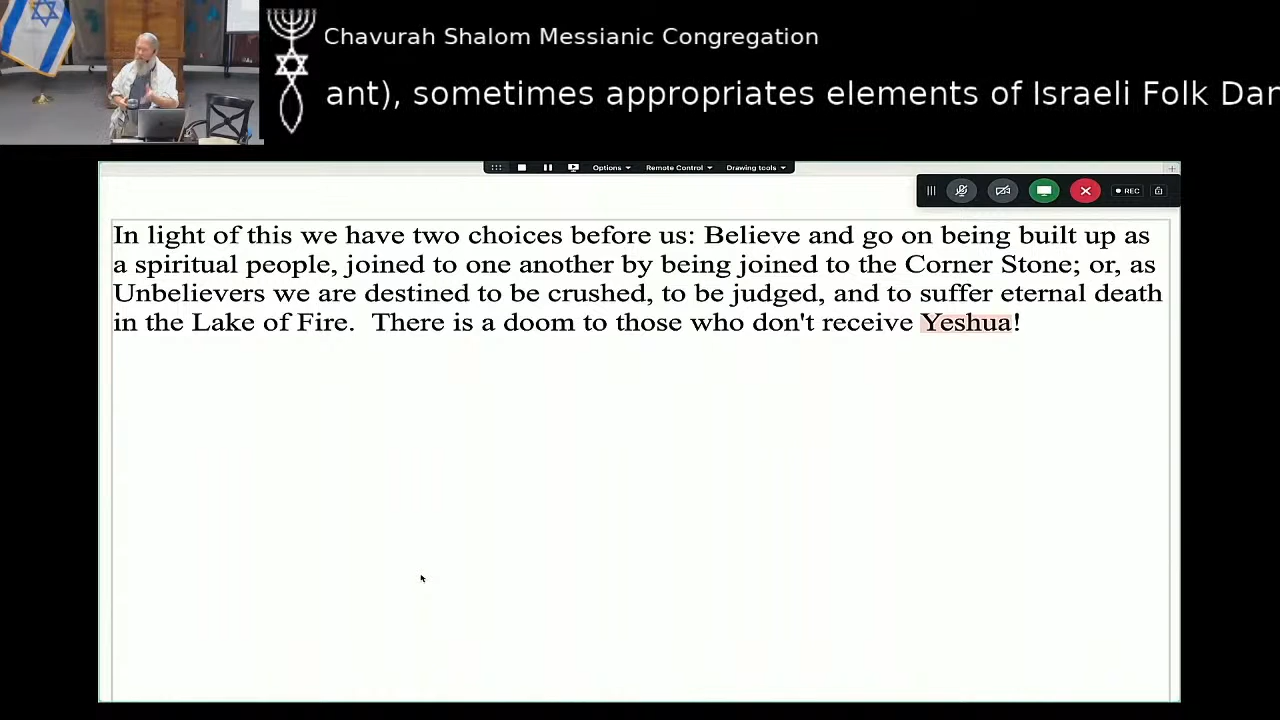 Chavurah Shalom Messianic Congregation
ant), sometimes appropriates elements of Israeli Folk Dan
Options
Remote Control
Drawing tools
REC
In light of this we have two choices before us: Believe and go on being built up as
a spiritual people, joined to one another by being joined to the Corner Stone; or, as
Unbelievers we are destined to be crushed, to be judged, and to suffer eternal death
in the Lake of Fire.  There is a doom to those who don't receive Yeshua!